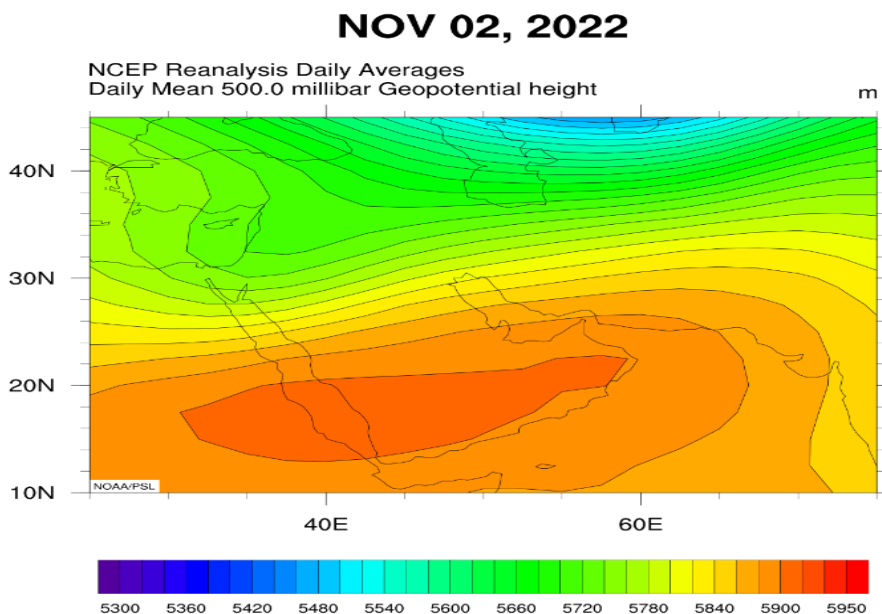 NOV 02, 2022
NCEP Reanalysis Daily Averages
Daily Mean 500.0 millibar Geopotential height m
40N
30N
20N
10N
NOAA/PSL
40E 60E
5300 5360 5420 5480 5540 5600 5660 5720 5780 5840 5900 5950